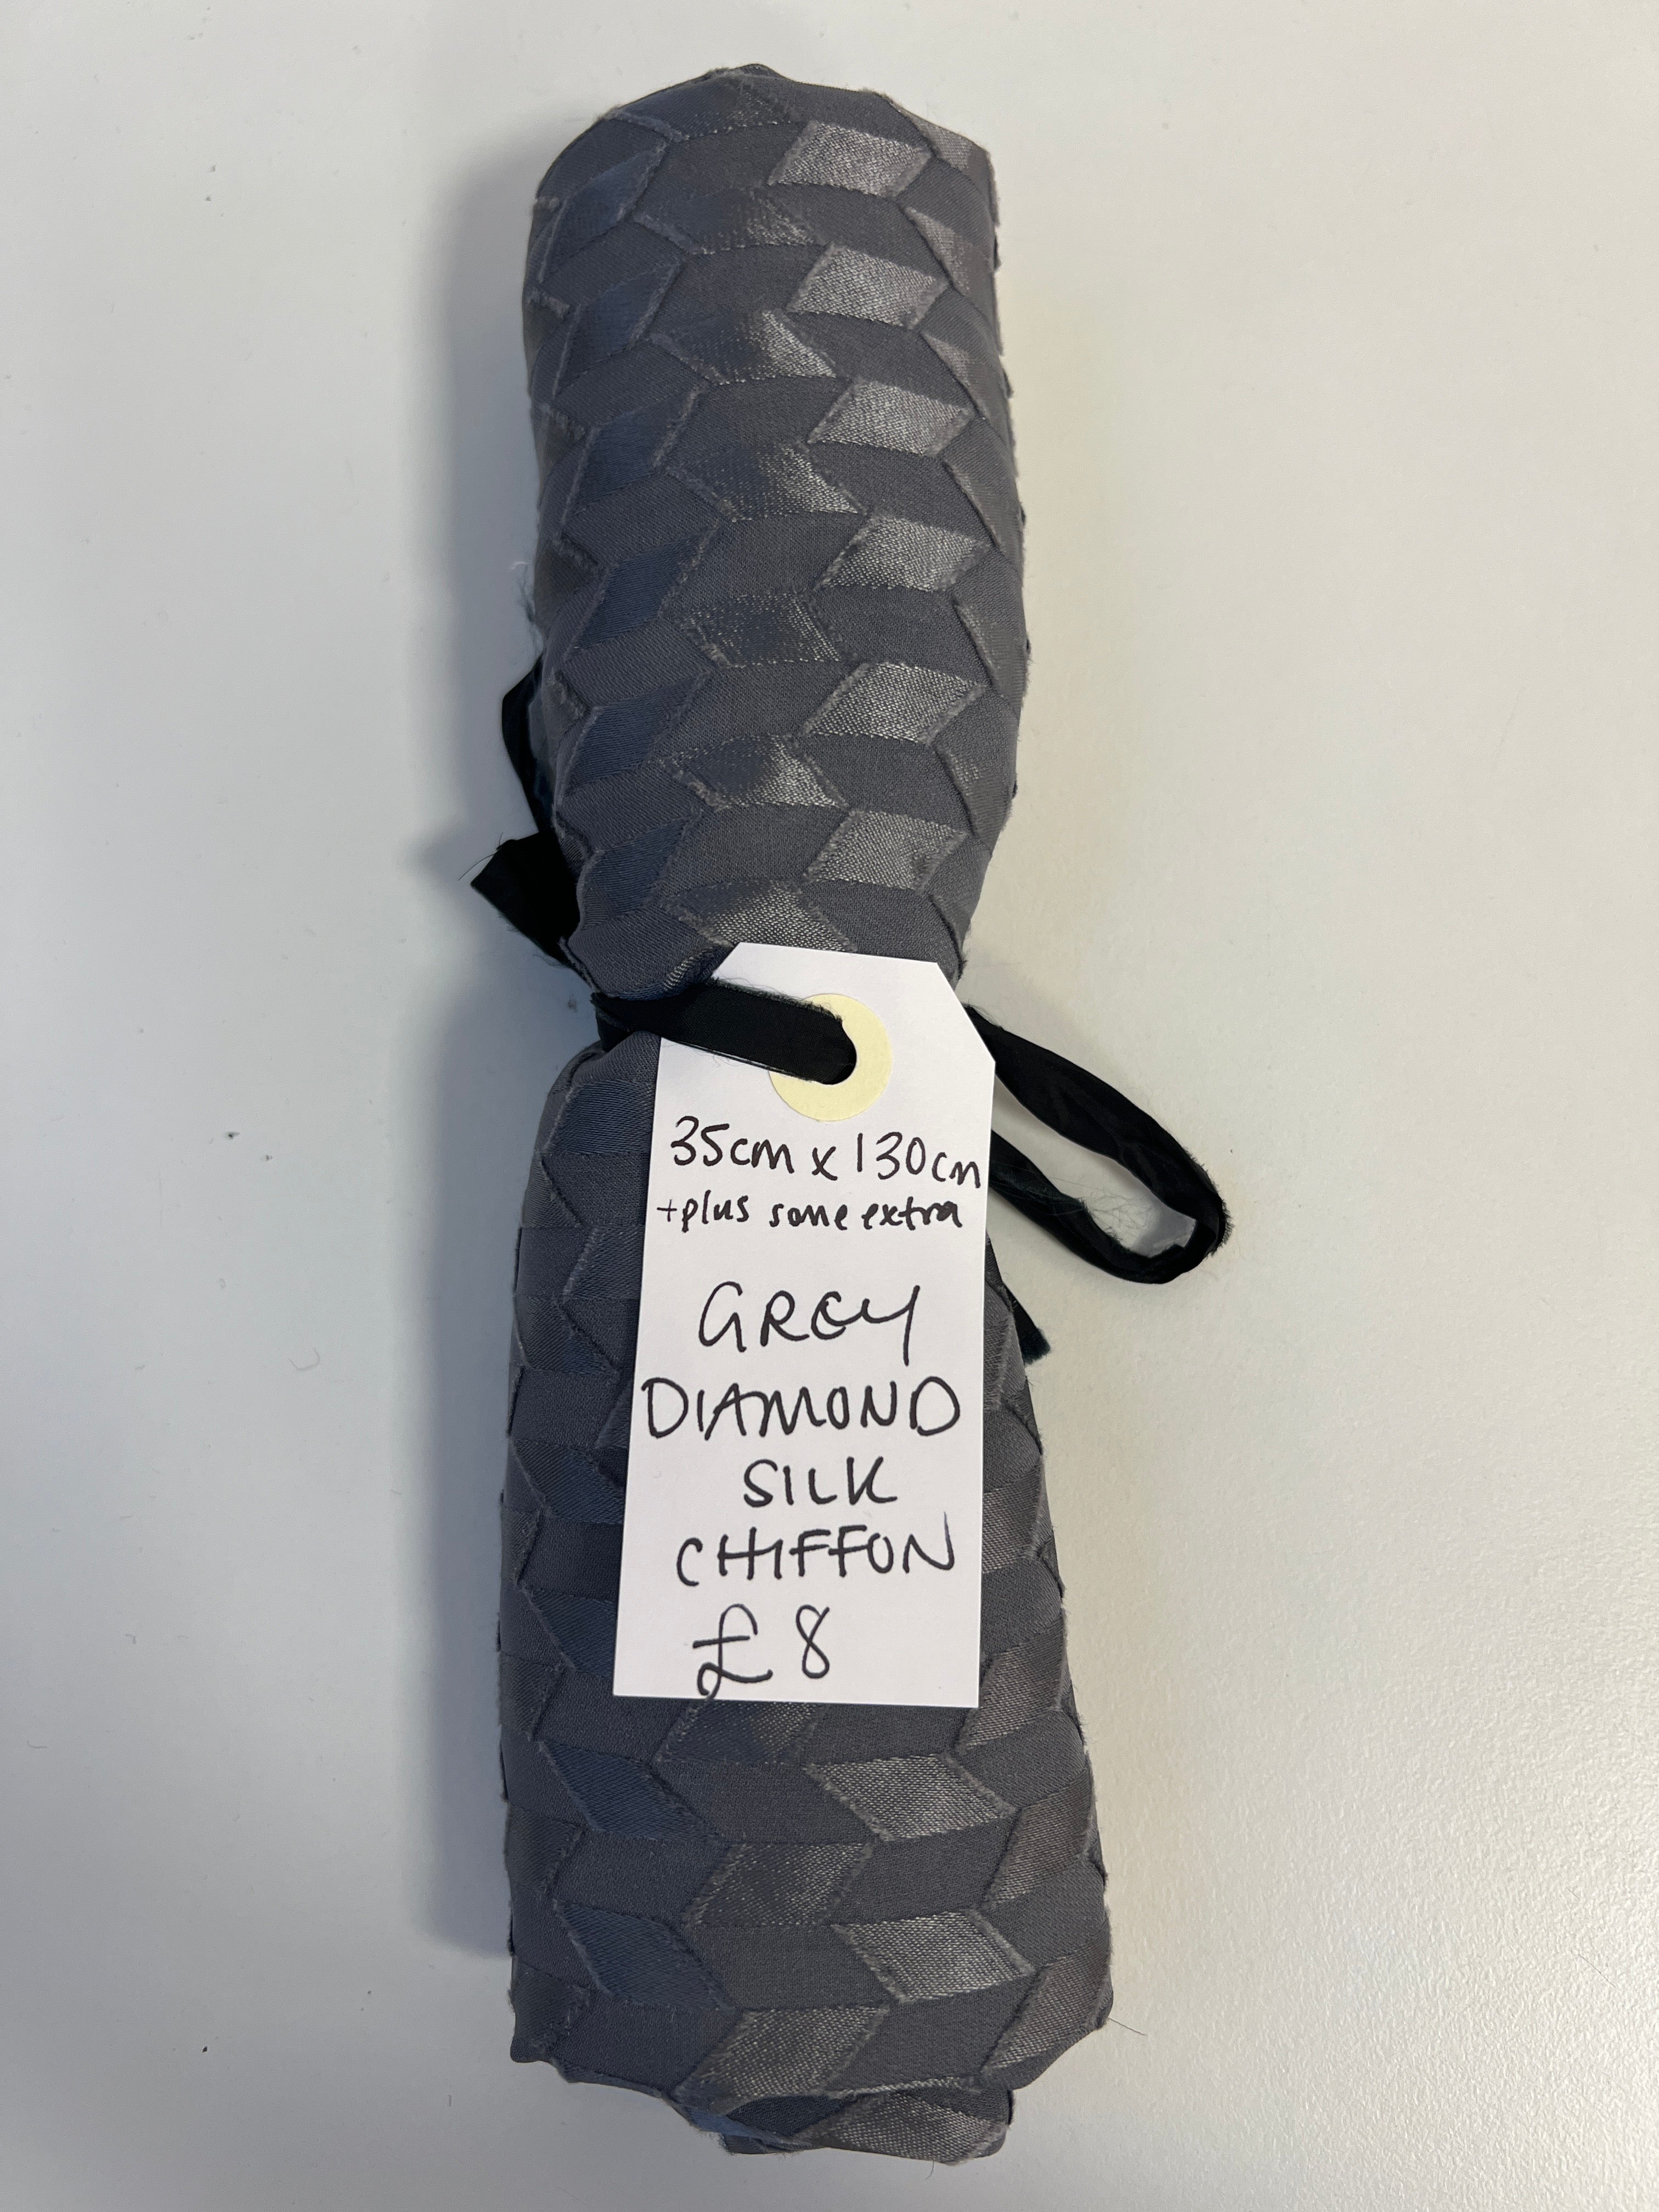 35cm x 130cm
+plus some extra
GREY
DIAMOND
SILK
CHIFFON
£8